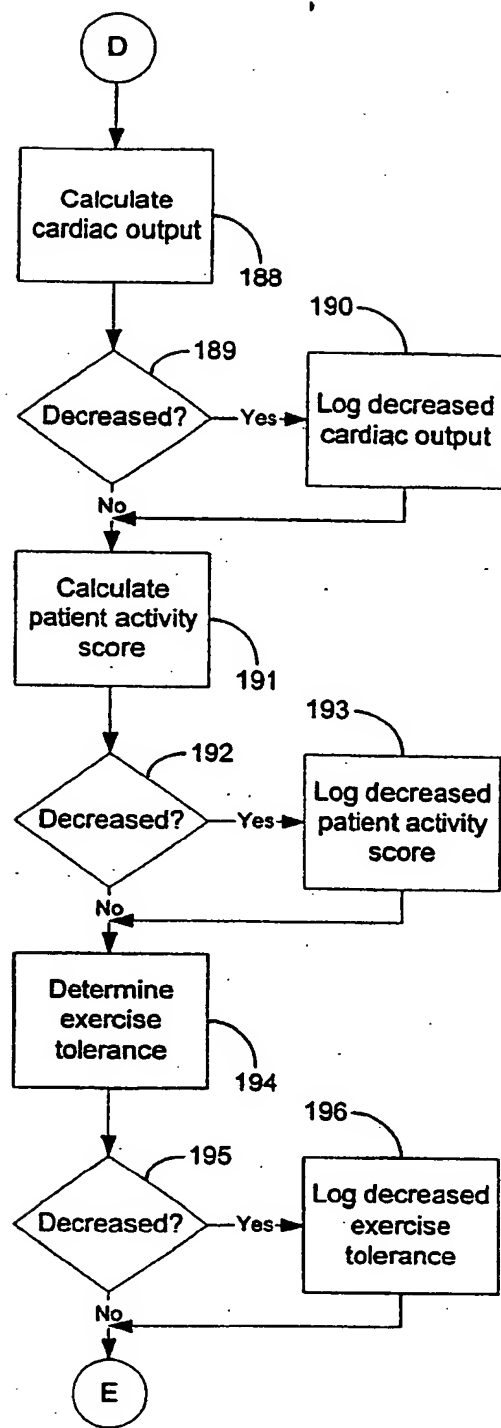 D
Calculate
cardiac output
188
189
190
Decreased?
Yes
Log decreased
cardiac output
No
Calculate
patient activity
score
191
192
193
Decreased?
Yes
Log decreased
patient activity
score
No
Determine
exercise
tolerance
194
195
196
Decreased?
Yes
Log decreased
exercise
tolerance
No
E